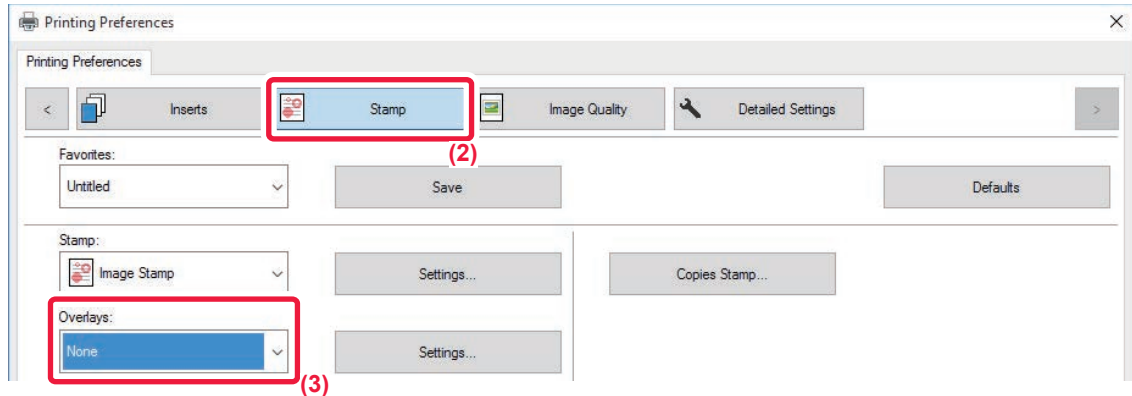 Printing Preferences
Printing Preferences
< Inserts Stamp Image Quality Detailed Settings >
(2)
Favorites:
Untitled Save Defaults
Stamp:
Image Stamp Settings... Copies Stamp...
Overlays:
None Settings...
(3)